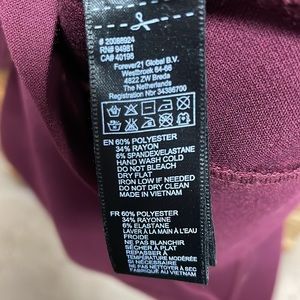 # 20088924
RN# 94981
CA# 40198
Forever21 Global B.V.
Westbroek 64-66
4822 ZW Breda
The Netherlands
Registration Nbr 34386700
EN 60% POLYESTER
34% RAYON
6% SPANDEX/ELASTANE
HAND WASH COLD
DO NOT BLEACH
DRY FLAT
IRON LOW IF NEEDED
DO NOT DRY CLEAN
MADE IN VIETNAM
FR 60% POLYESTER
34% RAYONNE
6% ELASTANE
LAVER À LA MAIN À L'EAU
FROIDE
NE PAS BLANCHIR
SÉCHER À PLAT
REPASSER À
TEMPÉRATURE MODÉRÉE
SI NÉCESSAIRE
NE PAS NETTOYER À SEC
FABRIQUÉ AU VIETNAM